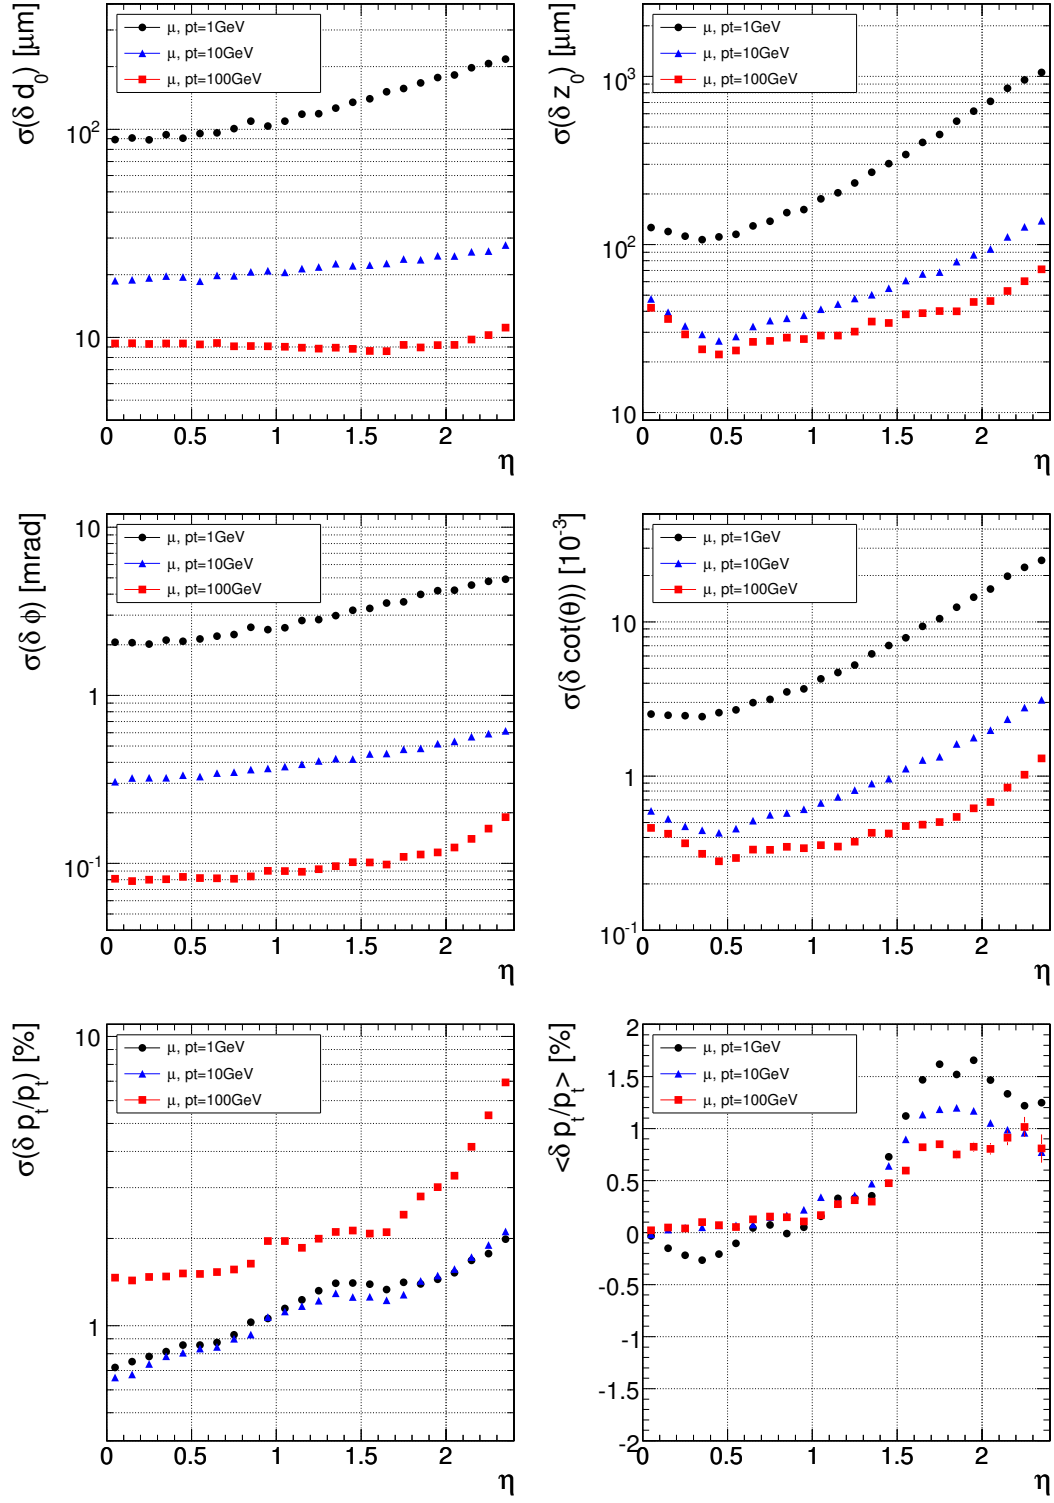 σ(δ d₀) [μm]
μ, pt=1GeV
μ, pt=10GeV
μ, pt=100GeV
10²
10
0 0.5 1 1.5 2
η
σ(δ z₀) [μm]
μ, pt=1GeV
μ, pt=10GeV
μ, pt=100GeV
10³
10²
10
0 0.5 1 1.5 2
η
σ(δ ϕ) [mrad]
μ, pt=1GeV
μ, pt=10GeV
μ, pt=100GeV
10
1
10⁻¹
0 0.5 1 1.5 2
η
σ(δ cot(θ)) [10⁻³]
μ, pt=1GeV
μ, pt=10GeV
μ, pt=100GeV
10
1
10⁻¹
0 0.5 1 1.5 2
η
σ(δ pₜ/pₜ) [%]
μ, pt=1GeV
μ, pt=10GeV
μ, pt=100GeV
10
1
0 0.5 1 1.5 2
η
<δ pₜ/pₜ> [%]
μ, pt=1GeV
μ, pt=10GeV
μ, pt=100GeV
2
1.5
1
0.5
0
-0.5
-1
-1.5
-2
0 0.5 1 1.5 2
η